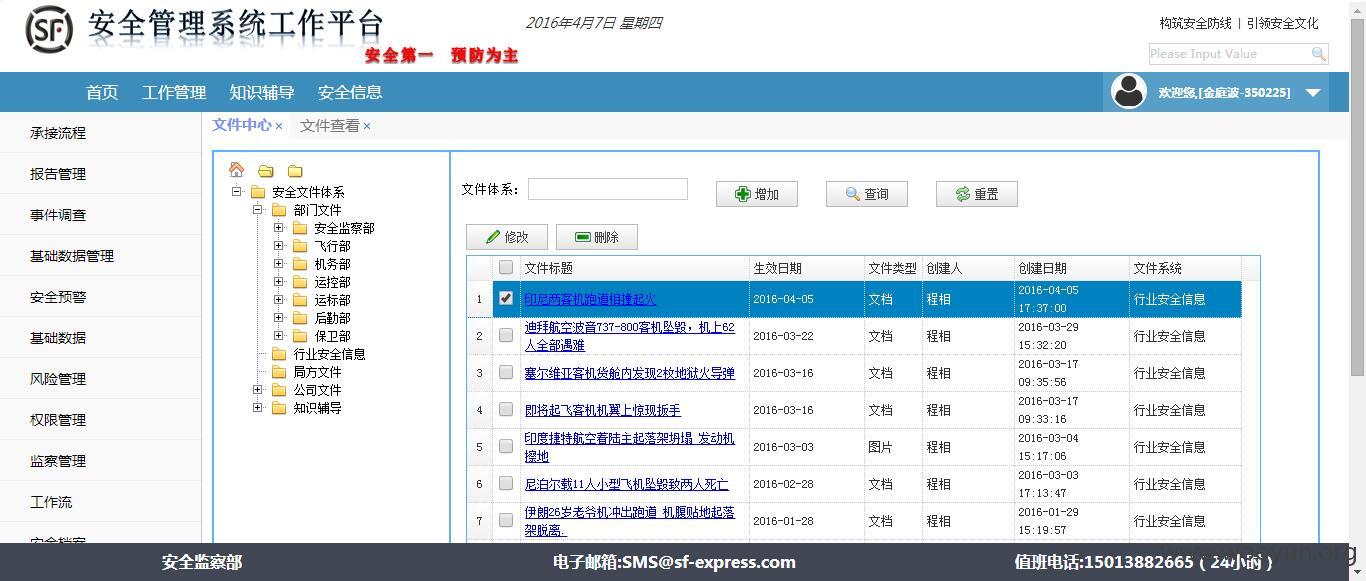 SF 安全管理系统工作平台
安全第一 预防为主
2016年4月7日 星期四
构筑安全防线 | 引领安全文化
Please Input Value
首页 工作管理 知识辅导 安全信息
欢迎您,[金庭波-350225]
承接流程
报告管理
事件调查
基础数据管理
安全预警
基础数据
风险管理
权限管理
监察管理
工作流
安全档案
文件中心 × 文件查看 ×
安全文件体系
部门文件
安全监察部
飞行部
机务部
运控部
运标部
后勤部
保卫部
行业安全信息
局方文件
公司文件
知识辅导
文件体系: 增加 查询 重置
修改 删除
文件标题 生效日期 文件类型 创建人 创建日期 文件系统
1 印尼两客机跑道相撞起火 2016-04-05 文档 程相 2016-04-05 17:37:00 行业安全信息
2 迪拜航空波音737-800客机坠毁，机上62人全部遇难 2016-03-22 文档 程相 2016-03-29 15:32:20 行业安全信息
3 塞尔维亚客机货舱内发现2枚地狱火导弹 2016-03-16 文档 程相 2016-03-17 09:35:56 行业安全信息
4 即将起飞客机机翼上惊现扳手 2016-03-16 文档 程相 2016-03-17 09:33:16 行业安全信息
5 印度捷特航空着陆主起落架坍塌 发动机擦地 2016-03-03 图片 程相 2016-03-04 15:17:06 行业安全信息
6 尼泊尔载11人小型飞机坠毁致两人死亡 2016-02-28 文档 程相 2016-03-03 17:13:47 行业安全信息
7 伊朗26岁老爷机冲出跑道 机腹贴地起落架脱离. 2016-01-28 文档 程相 2016-01-29 15:19:57 行业安全信息
安全监察部 电子邮箱:SMS@sf-express.com 值班电话:15013882665 ( 24小时 )